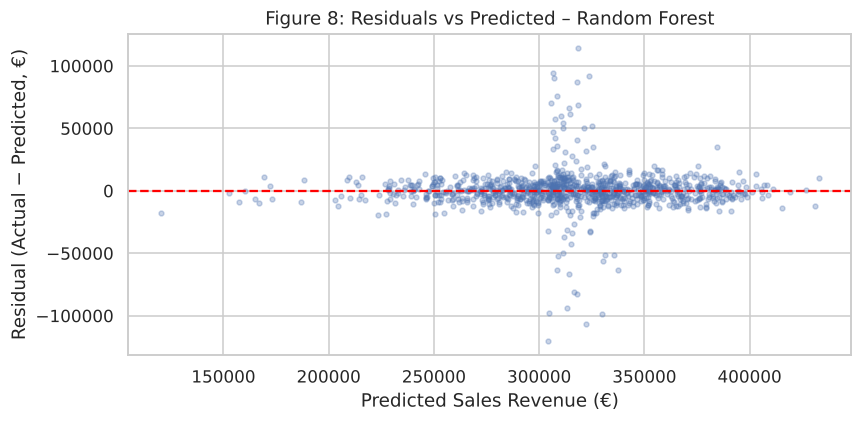 Figure 8: Residuals vs Predicted – Random Forest
Residual (Actual − Predicted, €)
100000
50000
0
−50000
−100000
150000 200000 250000 300000 350000 400000
Predicted Sales Revenue (€)